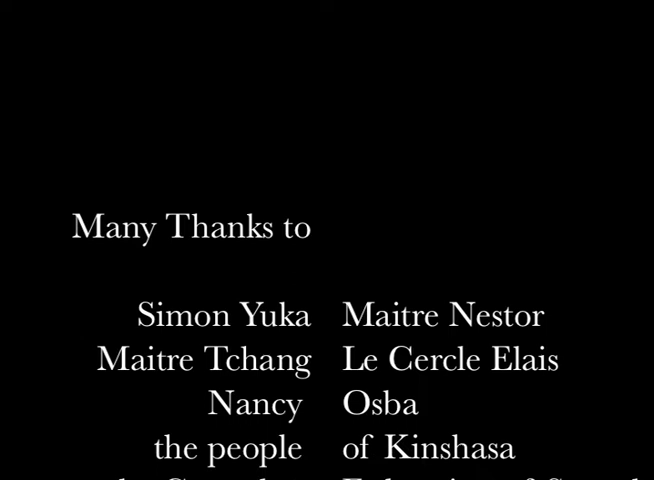 Many Thanks to
Simon Yuka Maitre Nestor
Maitre Tchang Le Cercle Elais
Nancy Osba
the people of Kinshasa